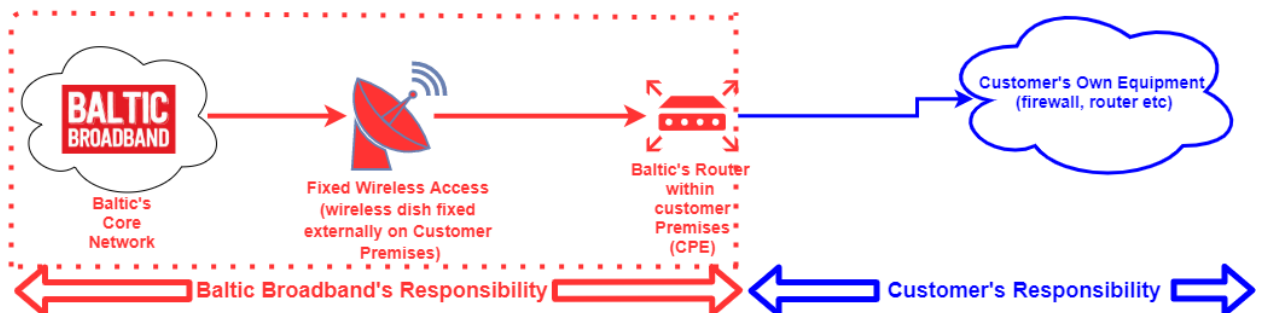 BALTIC
BROADBAND
Baltic's
Core
Network
Fixed Wireless Access
(wireless dish fixed
externally on Customer
Premises)
Baltic's Router
within
customer
Premises
(CPE)
Customer's Own Equipment
(firewall, router etc)
Baltic Broadband's Responsibility
Customer's Responsibility